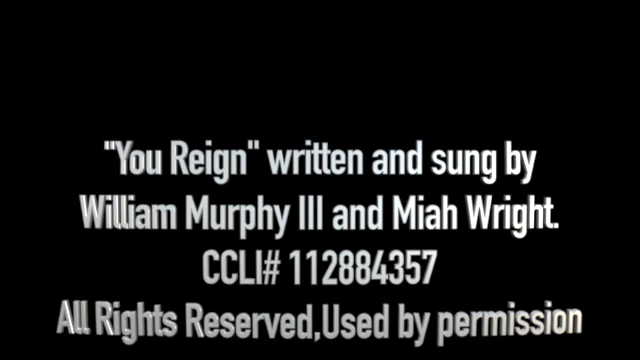 "You Reign" written and sung by
William Murphy III and Miah Wright.
CCLI# 112884357
All Rights Reserved,Used by permission